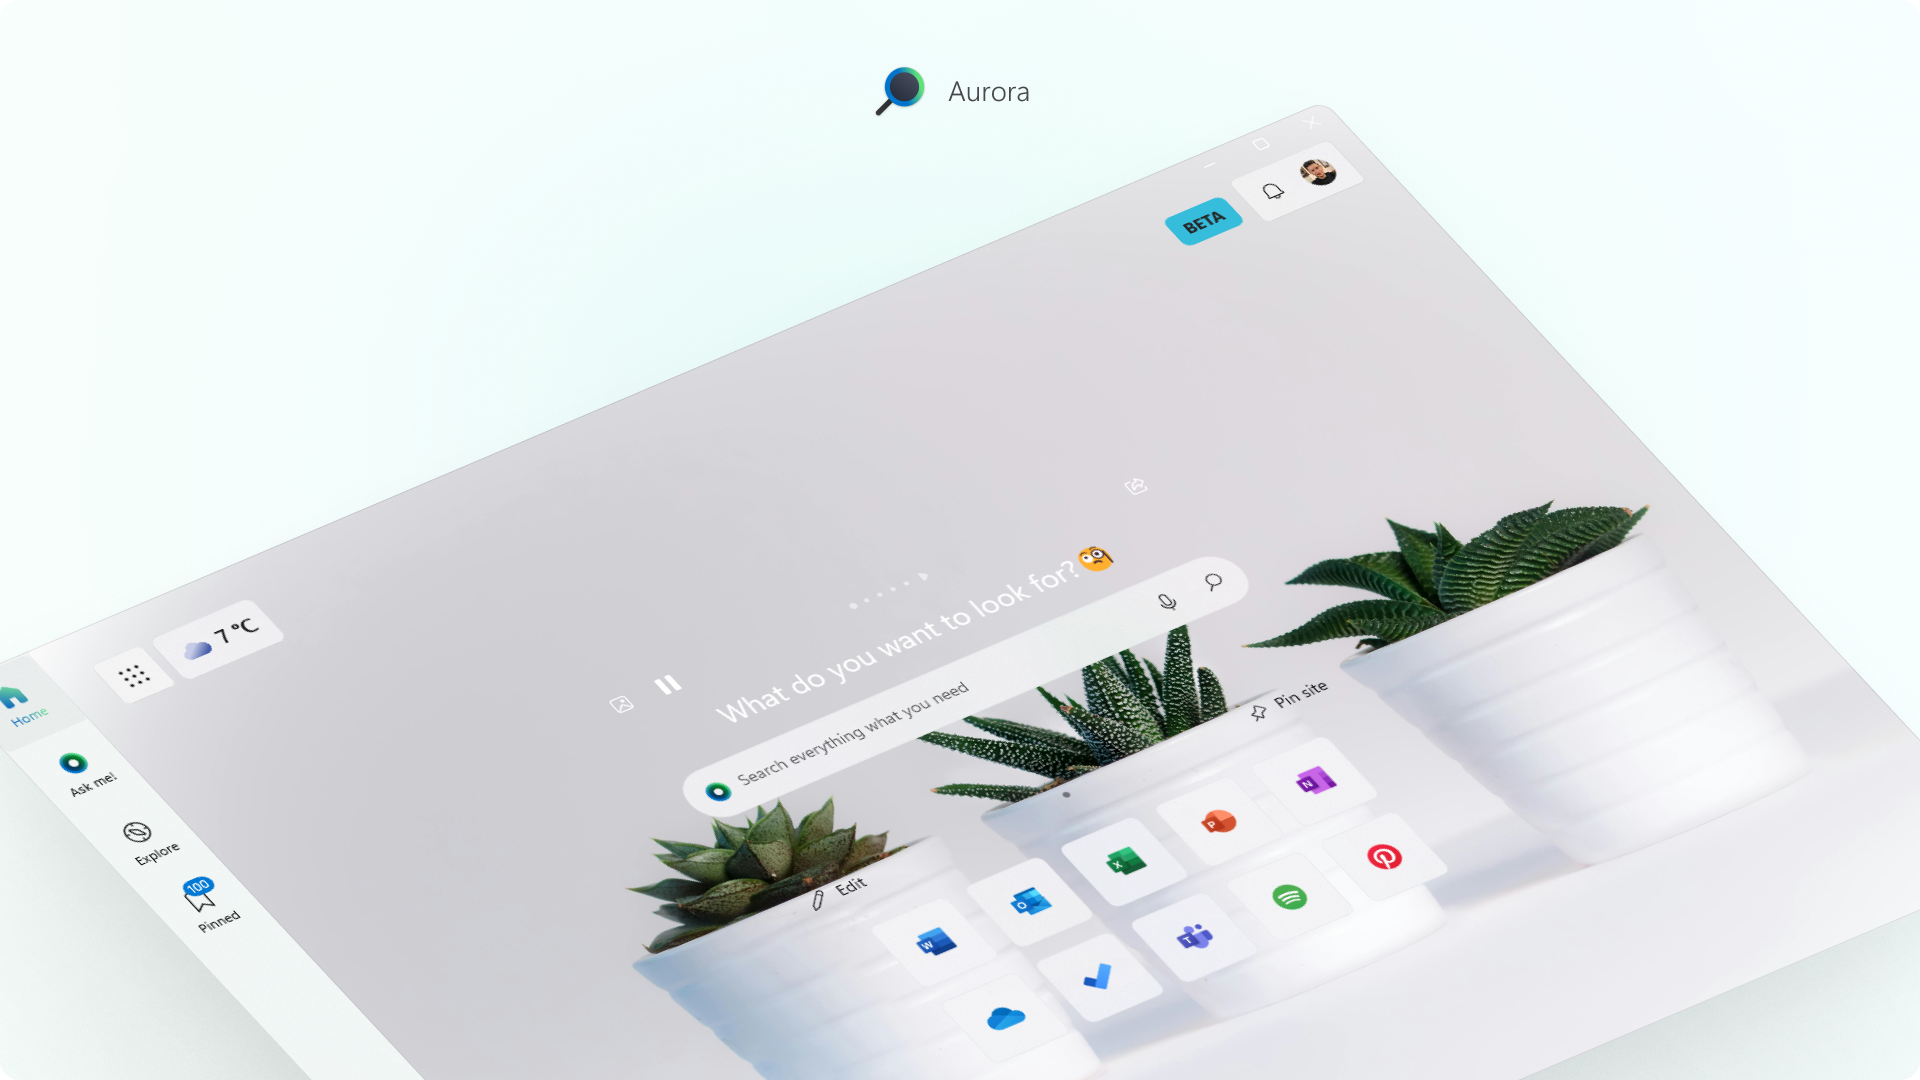 Aurora
BETA
7 °C
Home
Ask me!
Explore
100
Pinned
What do you want to look for?
Search everything what you need
Pin site
Edit
N
P
X
O
W
T